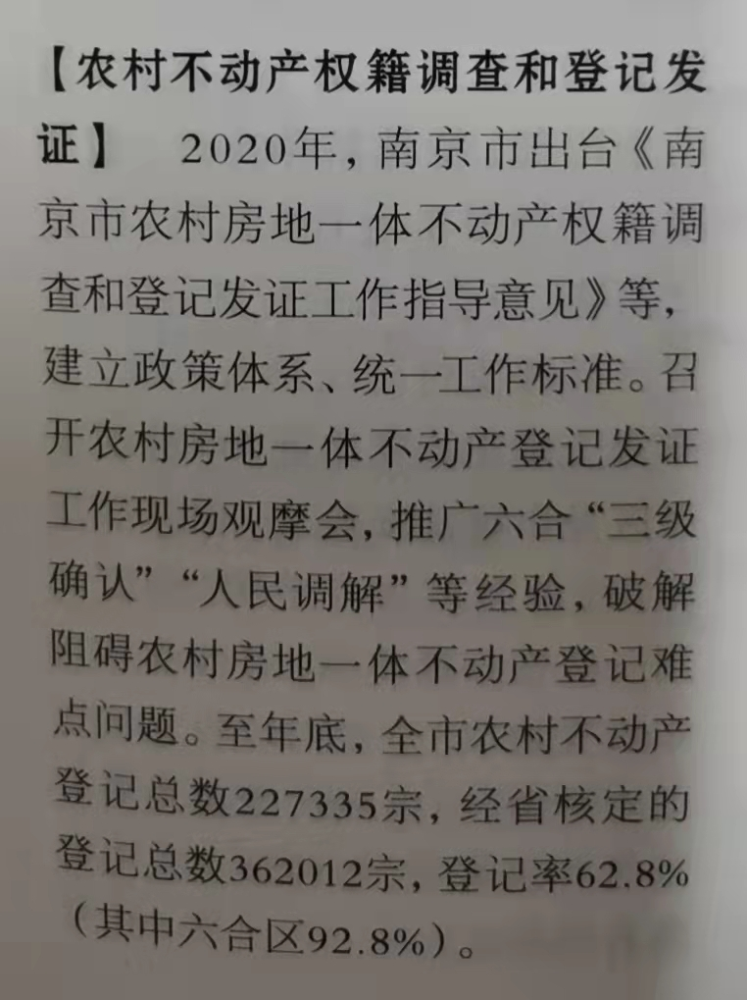 【农村不动产权籍调查和登记发
证】 2020年，南京市出台《南
京市农村房地一体不动产权籍调
查和登记发证工作指导意见》等，
建立政策体系、统一工作标准。召
开农村房地一体不动产登记发证
工作现场观摩会，推广六合“三级
确认”“人民调解”等经验，破解
阻碍农村房地一体不动产登记难
点问题。至年底，全市农村不动产
登记总数227335宗，经省核定的
登记总数362012宗，登记率62.8%
（其中六合区92.8%）。